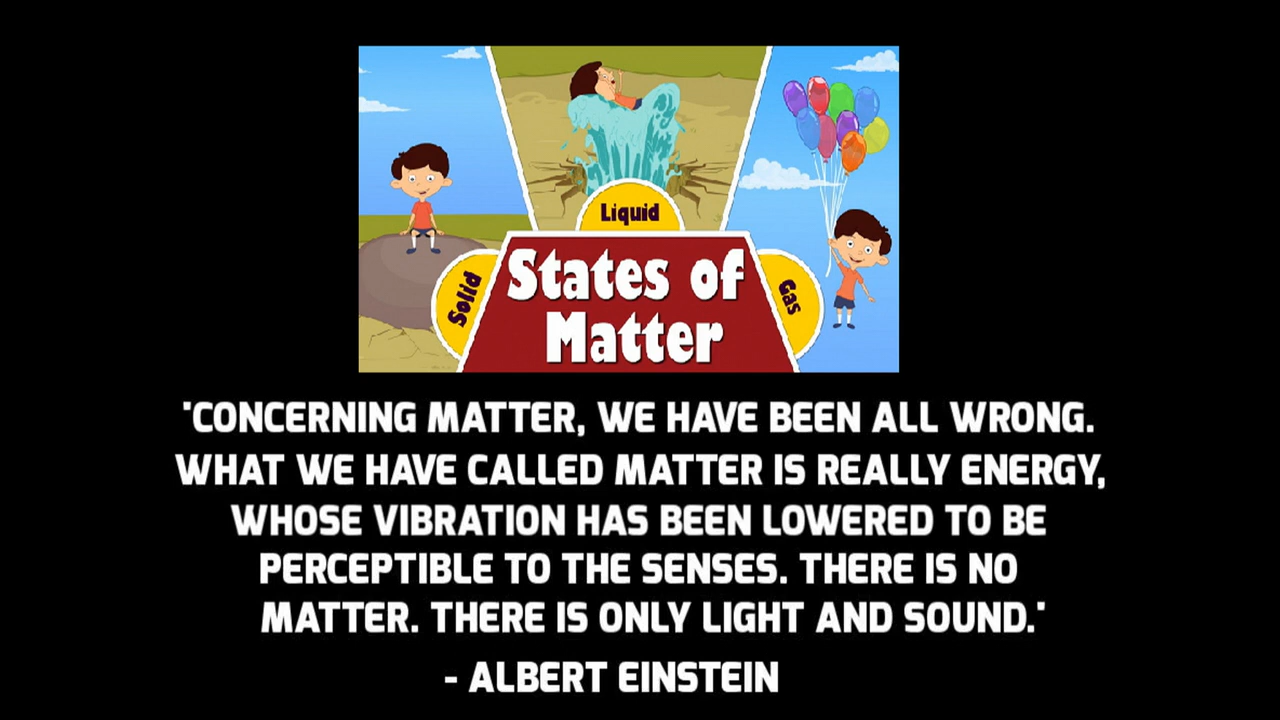 Liquid
Solid
Gas
States of
Matter
'CONCERNING MATTER, WE HAVE BEEN ALL WRONG.
WHAT WE HAVE CALLED MATTER IS REALLY ENERGY,
WHOSE VIBRATION HAS BEEN LOWERED TO BE
PERCEPTIBLE TO THE SENSES. THERE IS NO
MATTER. THERE IS ONLY LIGHT AND SOUND.'
- ALBERT EINSTEIN